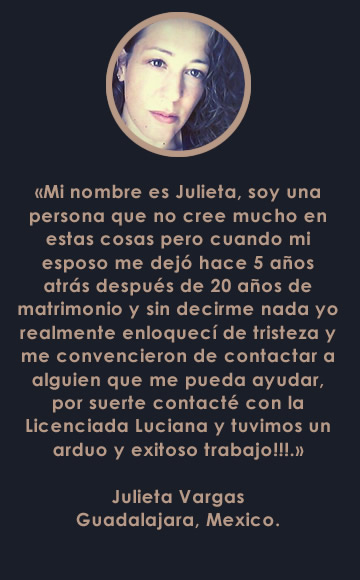 «Mi nombre es Julieta, soy una
persona que no cree mucho en
estas cosas pero cuando mi
esposo me dejó hace 5 años
atrás después de 20 años de
matrimonio y sin decirme nada yo
realmente enloquecí de tristeza y
me convencieron de contactar a
alguien que me pueda ayudar,
por suerte contacté con la
Licenciada Luciana y tuvimos un
arduo y exitoso trabajo!!!.»
Julieta Vargas
Guadalajara, Mexico.